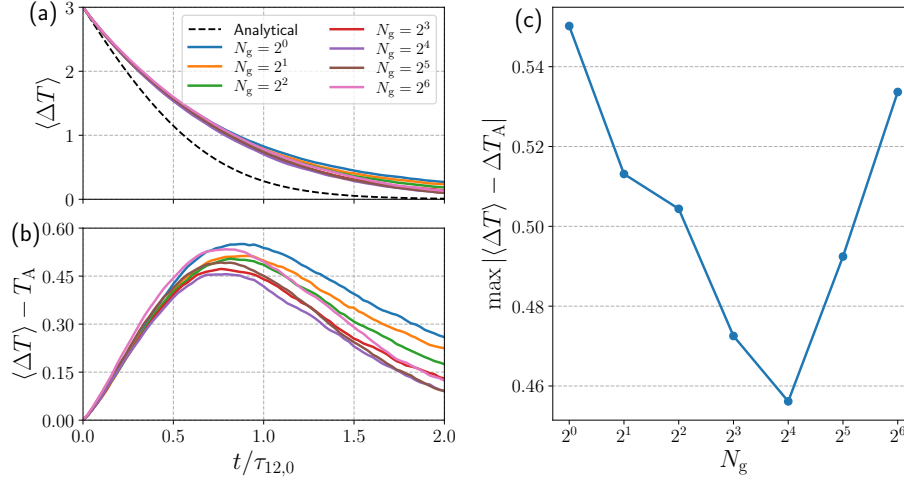 (a)
3
2
1
0
⟨ΔT⟩
Analytical
N_g = 2^0
N_g = 2^1
N_g = 2^2
N_g = 2^3
N_g = 2^4
N_g = 2^5
N_g = 2^6
(b)
0.60
0.45
0.30
0.15
0.00
⟨ΔT⟩ − T_A
0.0 0.5 1.0 1.5 2.0
t/τ_{12,0}
(c)
0.54
0.52
0.50
0.48
0.46
max |⟨ΔT⟩ − ΔT_A|
2^0 2^1 2^2 2^3 2^4 2^5 2^6
N_g